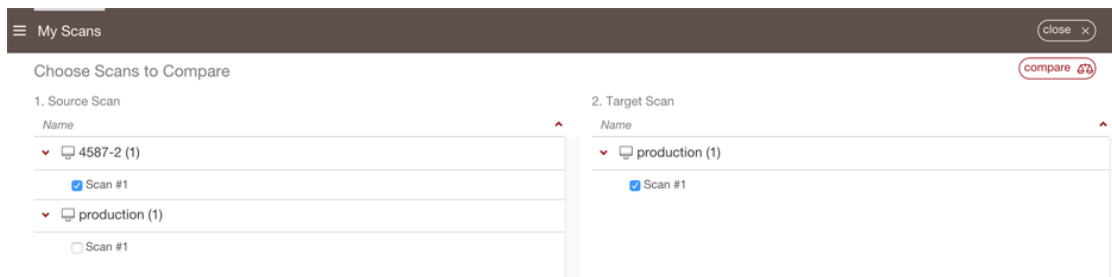 My Scans
close ×
Choose Scans to Compare
compare
1. Source Scan
Name
4587-2 (1)
Scan #1
production (1)
Scan #1
2. Target Scan
Name
production (1)
Scan #1